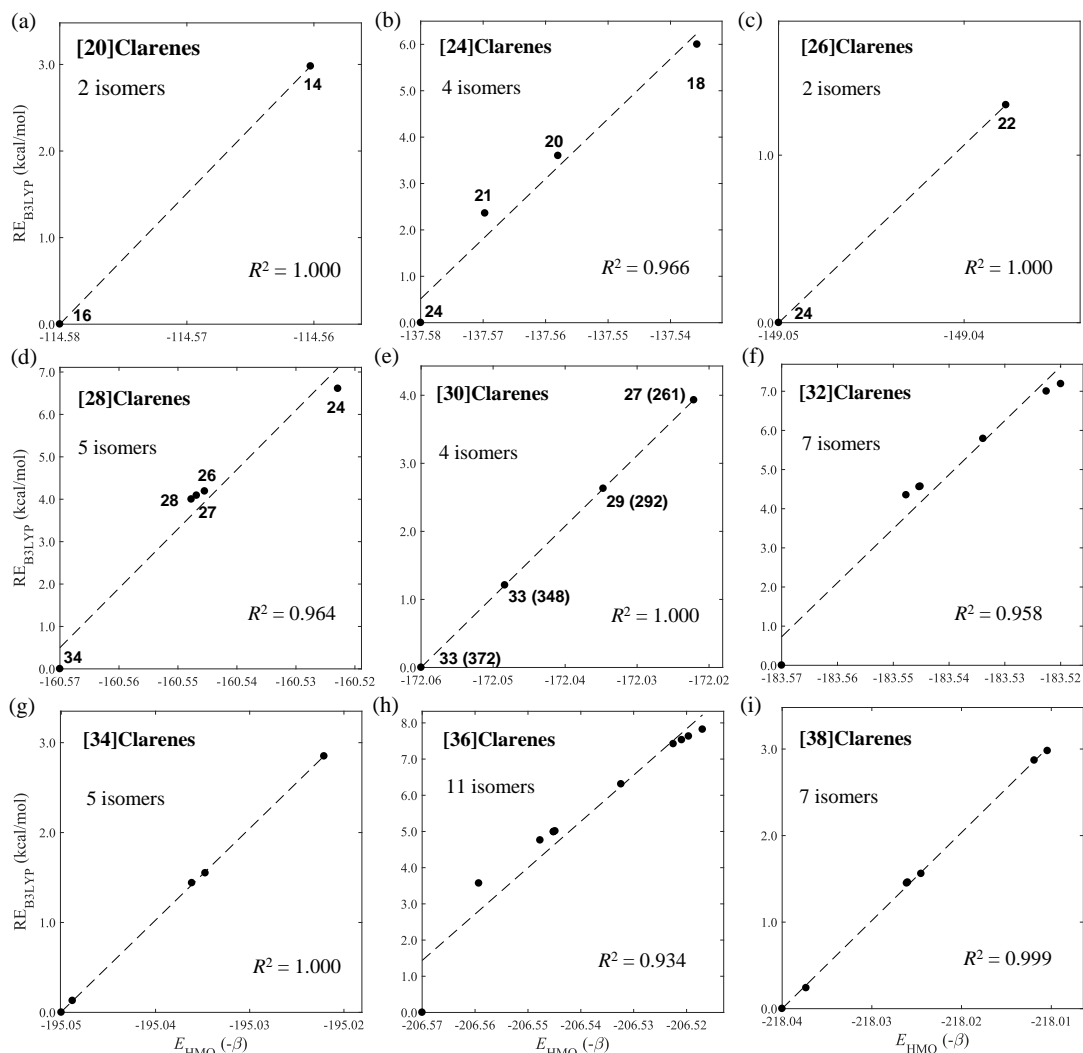 (a)
[20]Clarenes
2 isomers
3.0
2.0
1.0
0.0
RE_B3LYP (kcal/mol)
14
16
R² = 1.000
-114.58
-114.57
-114.56
(b)
[24]Clarenes
4 isomers
6.0
5.0
4.0
3.0
2.0
1.0
0.0
18
20
21
24
R² = 0.966
-137.58
-137.57
-137.56
-137.55
-137.54
(c)
[26]Clarenes
2 isomers
1.0
0.0
22
24
R² = 1.000
-149.05
-149.04
(d)
[28]Clarenes
5 isomers
7.0
6.0
5.0
4.0
3.0
2.0
1.0
0.0
RE_B3LYP (kcal/mol)
24
26
28
27
34
R² = 0.964
-160.57
-160.56
-160.55
-160.54
-160.53
-160.52
(e)
[30]Clarenes
4 isomers
4.0
3.0
2.0
1.0
0.0
27 (261)
29 (292)
33 (348)
33 (372)
R² = 1.000
-172.06
-172.05
-172.04
-172.03
-172.02
(f)
[32]Clarenes
7 isomers
7.0
6.0
5.0
4.0
3.0
2.0
1.0
0.0
R² = 0.958
-183.57
-183.56
-183.55
-183.54
-183.53
-183.52
(g)
[34]Clarenes
5 isomers
3.0
2.0
1.0
0.0
RE_B3LYP (kcal/mol)
R² = 1.000
-195.05
-195.04
-195.03
-195.02
E_HMO (-β)
(h)
[36]Clarenes
11 isomers
8.0
7.0
6.0
5.0
4.0
3.0
2.0
1.0
0.0
R² = 0.934
-206.57
-206.56
-206.55
-206.54
-206.53
-206.52
E_HMO (-β)
(i)
[38]Clarenes
7 isomers
3.0
2.0
1.0
0.0
R² = 0.999
-218.04
-218.03
-218.02
-218.01
E_HMO (-β)